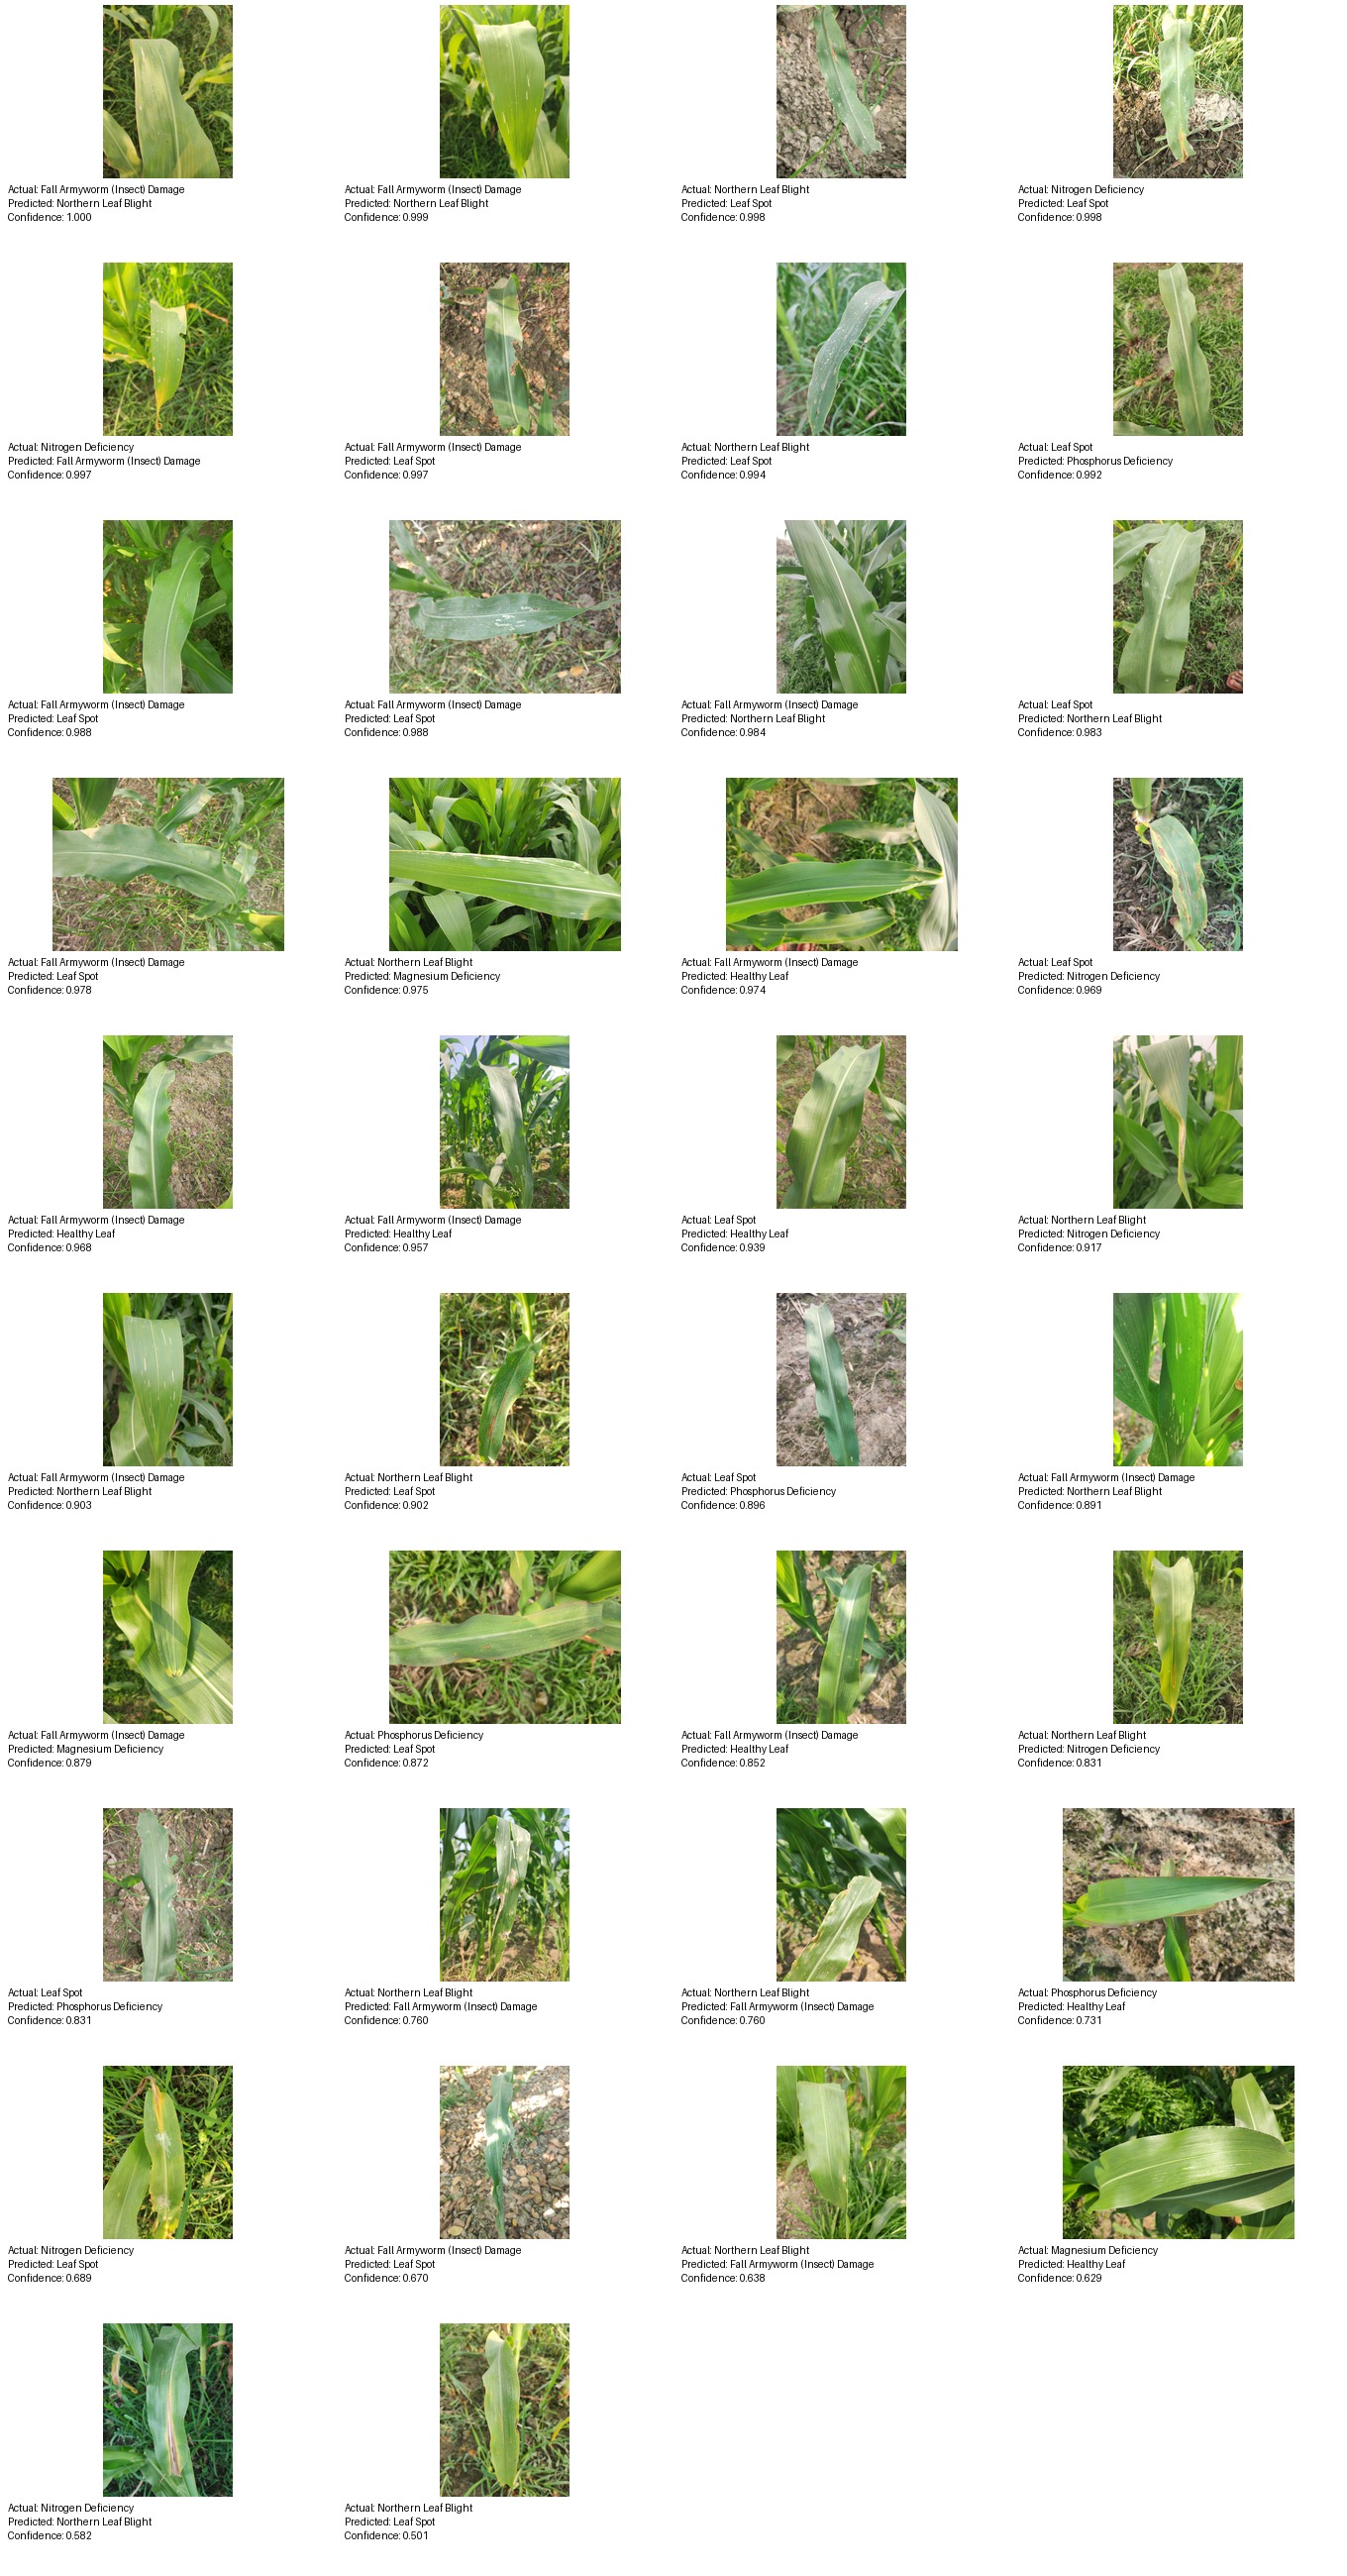 Actual: Fall Armyworm (Insect) Damage
Predicted: Northern Leaf Blight
Confidence: 1.000
Actual: Fall Armyworm (Insect) Damage
Predicted: Northern Leaf Blight
Confidence: 0.999
Actual: Northern Leaf Blight
Predicted: Leaf Spot
Confidence: 0.998
Actual: Nitrogen Deficiency
Predicted: Leaf Spot
Confidence: 0.998
Actual: Nitrogen Deficiency
Predicted: Fall Armyworm (Insect) Damage
Confidence: 0.997
Actual: Fall Armyworm (Insect) Damage
Predicted: Leaf Spot
Confidence: 0.997
Actual: Northern Leaf Blight
Predicted: Leaf Spot
Confidence: 0.994
Actual: Leaf Spot
Predicted: Phosphorus Deficiency
Confidence: 0.992
Actual: Fall Armyworm (Insect) Damage
Predicted: Leaf Spot
Confidence: 0.988
Actual: Fall Armyworm (Insect) Damage
Predicted: Leaf Spot
Confidence: 0.988
Actual: Fall Armyworm (Insect) Damage
Predicted: Northern Leaf Blight
Confidence: 0.984
Actual: Leaf Spot
Predicted: Northern Leaf Blight
Confidence: 0.983
Actual: Fall Armyworm (Insect) Damage
Predicted: Leaf Spot
Confidence: 0.978
Actual: Northern Leaf Blight
Predicted: Magnesium Deficiency
Confidence: 0.975
Actual: Fall Armyworm (Insect) Damage
Predicted: Healthy Leaf
Confidence: 0.974
Actual: Leaf Spot
Predicted: Nitrogen Deficiency
Confidence: 0.969
Actual: Fall Armyworm (Insect) Damage
Predicted: Healthy Leaf
Confidence: 0.968
Actual: Fall Armyworm (Insect) Damage
Predicted: Healthy Leaf
Confidence: 0.957
Actual: Leaf Spot
Predicted: Healthy Leaf
Confidence: 0.939
Actual: Northern Leaf Blight
Predicted: Nitrogen Deficiency
Confidence: 0.917
Actual: Fall Armyworm (Insect) Damage
Predicted: Northern Leaf Blight
Confidence: 0.903
Actual: Northern Leaf Blight
Predicted: Leaf Spot
Confidence: 0.902
Actual: Leaf Spot
Predicted: Phosphorus Deficiency
Confidence: 0.896
Actual: Fall Armyworm (Insect) Damage
Predicted: Northern Leaf Blight
Confidence: 0.891
Actual: Fall Armyworm (Insect) Damage
Predicted: Magnesium Deficiency
Confidence: 0.879
Actual: Phosphorus Deficiency
Predicted: Leaf Spot
Confidence: 0.872
Actual: Fall Armyworm (Insect) Damage
Predicted: Healthy Leaf
Confidence: 0.852
Actual: Northern Leaf Blight
Predicted: Nitrogen Deficiency
Confidence: 0.831
Actual: Leaf Spot
Predicted: Phosphorus Deficiency
Confidence: 0.831
Actual: Northern Leaf Blight
Predicted: Fall Armyworm (Insect) Damage
Confidence: 0.760
Actual: Northern Leaf Blight
Predicted: Fall Armyworm (Insect) Damage
Confidence: 0.760
Actual: Phosphorus Deficiency
Predicted: Healthy Leaf
Confidence: 0.731
Actual: Nitrogen Deficiency
Predicted: Leaf Spot
Confidence: 0.689
Actual: Fall Armyworm (Insect) Damage
Predicted: Leaf Spot
Confidence: 0.670
Actual: Northern Leaf Blight
Predicted: Fall Armyworm (Insect) Damage
Confidence: 0.638
Actual: Magnesium Deficiency
Predicted: Healthy Leaf
Confidence: 0.629
Actual: Nitrogen Deficiency
Predicted: Northern Leaf Blight
Confidence: 0.582
Actual: Northern Leaf Blight
Predicted: Leaf Spot
Confidence: 0.501